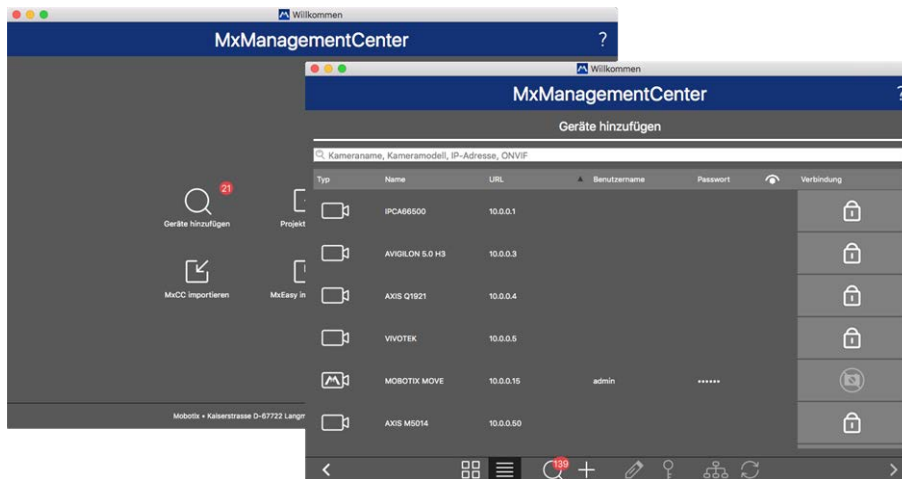 Willkommen
MxManagementCenter ?
21
Geräte hinzufügen
MxCC importieren
Mobotix • Kaiserstrasse D-67722
Willkommen
MxManagementCenter
Geräte hinzufügen
Kameraname, Kameramodell, IP-Adresse, ONVIF
Typ Name URL ▲ Benutzername Passwort Verbindung
IPCA66500 10.0.0.1
AVIGILON 5.0 H3 10.0.0.3
AXIS Q1921 10.0.0.4
VIVOTEK 10.0.0.5
MOBOTIX MOVE 10.0.0.15 admin ••••••
AXIS M5014 10.0.0.50
139